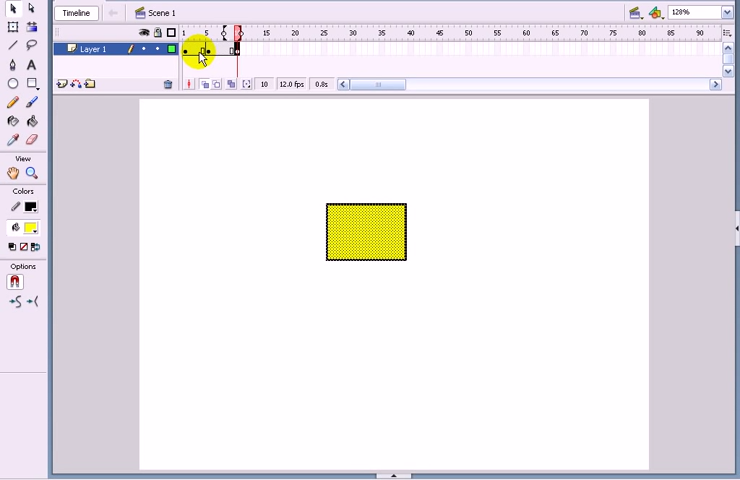 Timeline
Scene 1
128%
1 5 15 20 25 30 35 40 45 50 55 60 65 70 75 80 85 90
Layer 1
A
10 12.0 fps 0.8s
View
Colors
Options